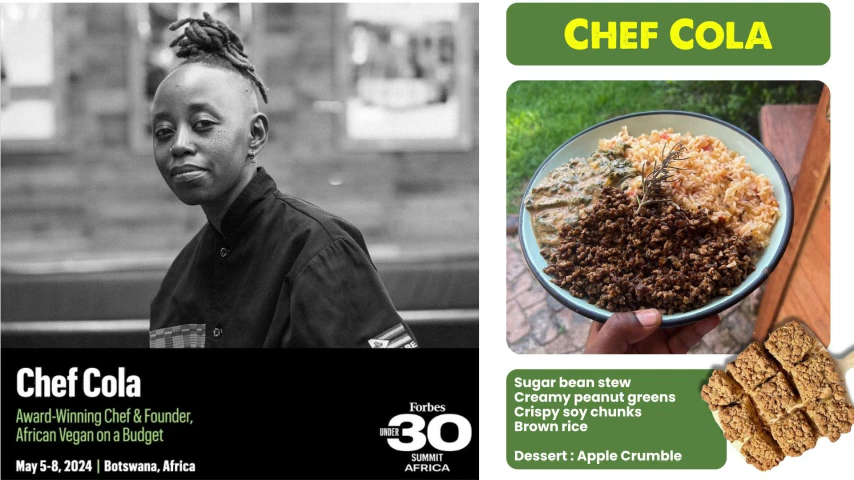 Chef Cola
Award-Winning Chef & Founder,
African Vegan on a Budget
May 5-8, 2024 | Botswana, Africa
Forbes
UNDER 30
SUMMIT
AFRICA
CHEF COLA
Sugar bean stew
Creamy peanut greens
Crispy soy chunks
Brown rice
Dessert : Apple Crumble